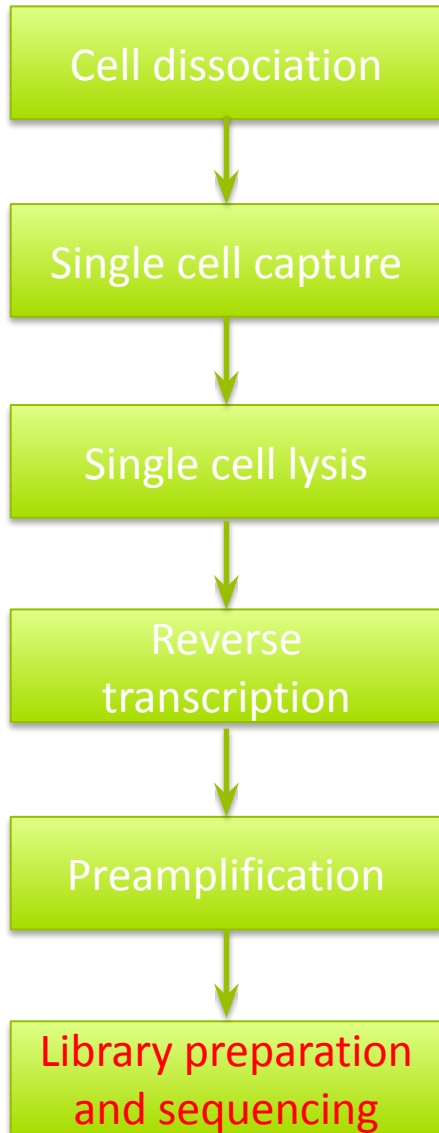 Cell dissociation
Single cell capture
Single cell lysis
Reverse
transcription
Preamplification
Library preparation
and sequencing